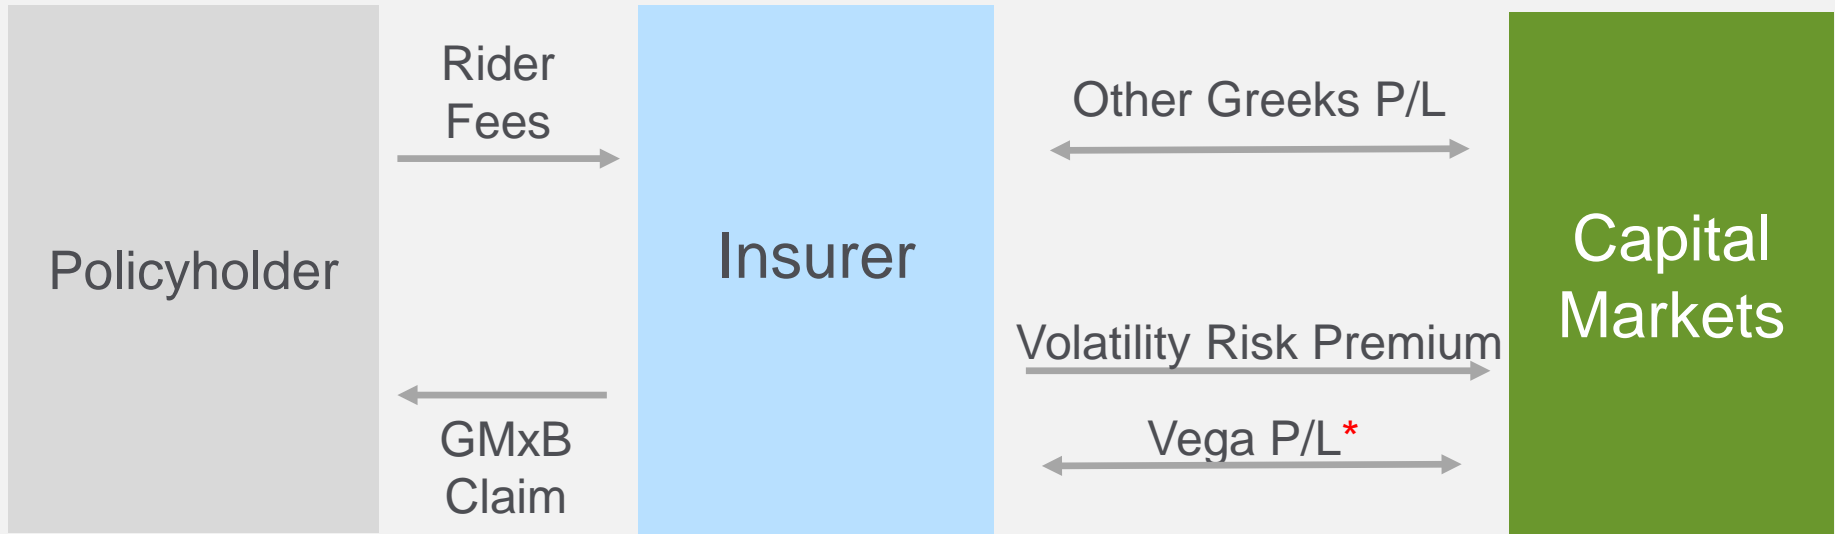 Policyholder
Rider
Fees
GMxB
Claim
Insurer
Other Greeks P/L
Volatility Risk Premium
Vega P/L*
Capital
Markets